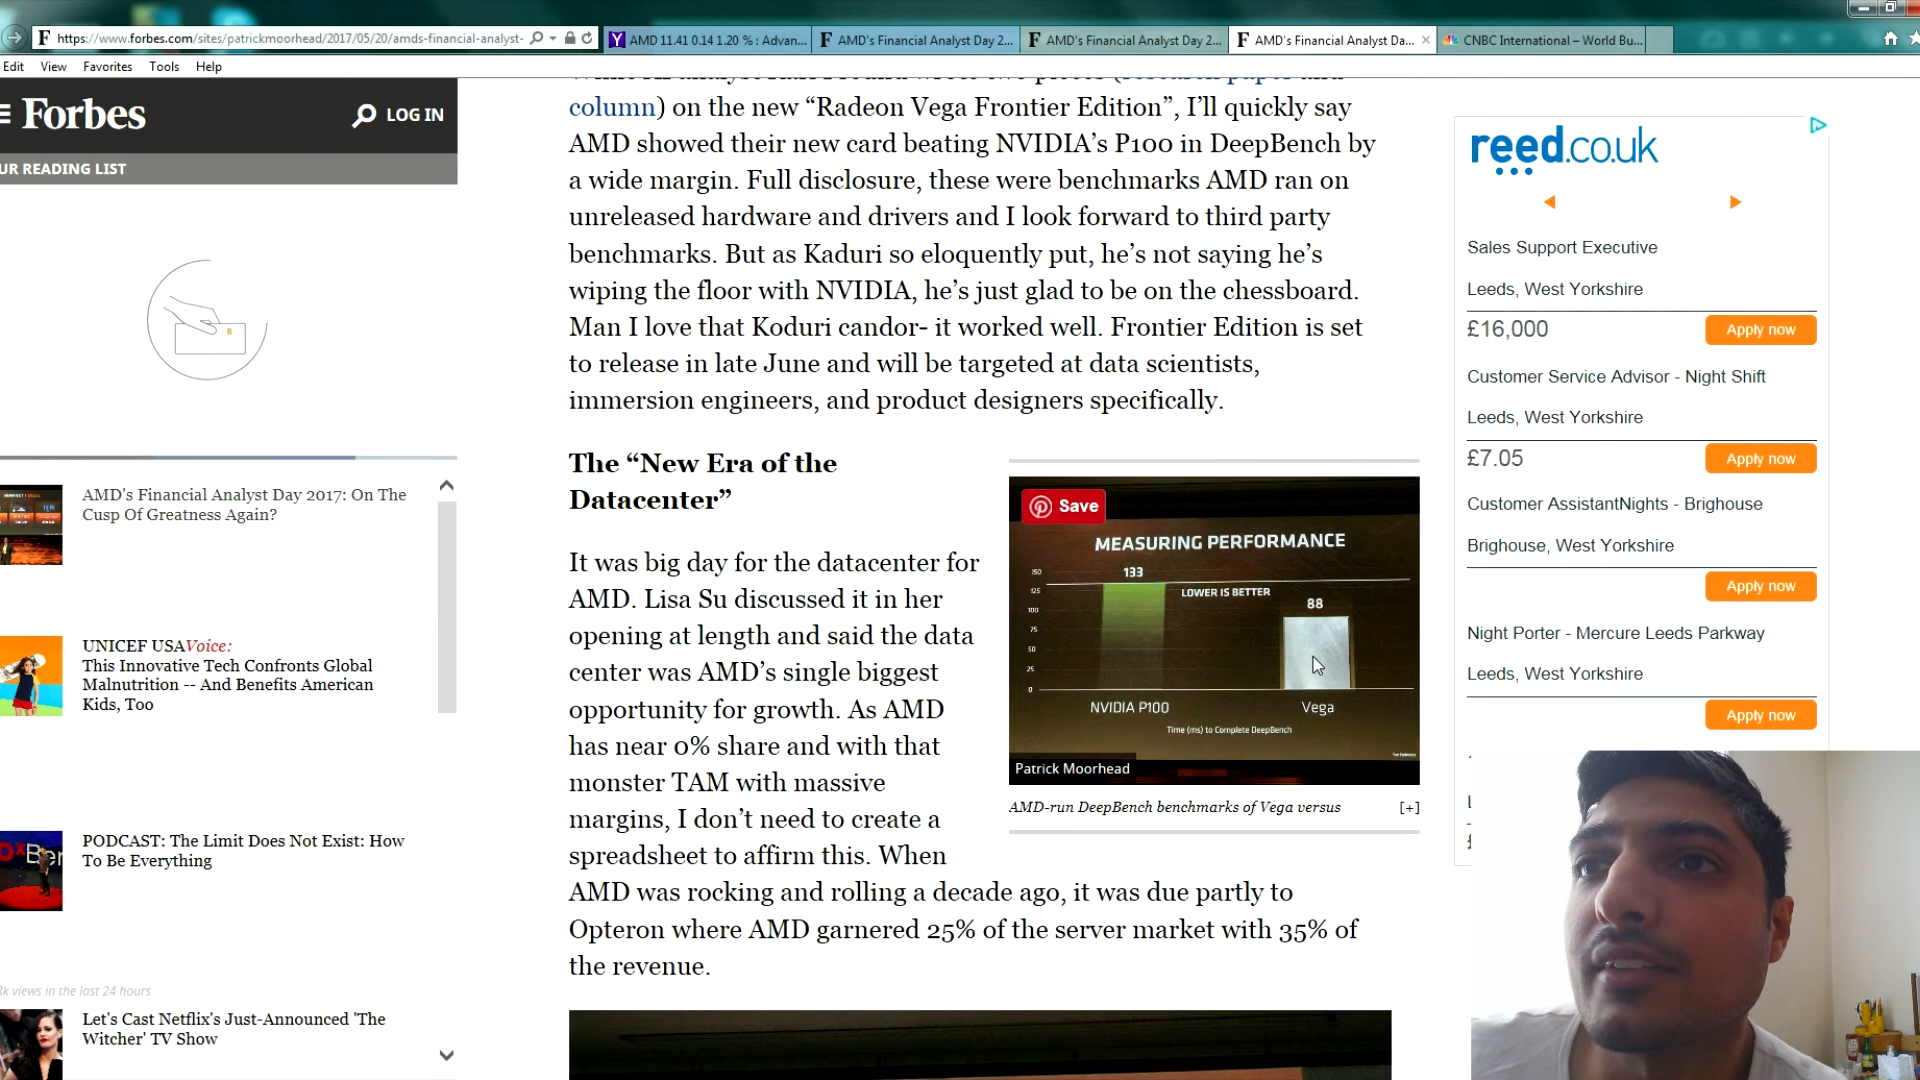 https://www.forbes.com/sites/patrickmoorhead/2017/05/20/amds-financial-analyst-
AMD 11.41 0.14 1.20 % : Advan...
AMD's Financial Analyst Day 2...
AMD's Financial Analyst Day 2...
AMD's Financial Analyst Da...
CNBC International – World Bu...
Edit View Favorites Tools Help
Forbes
LOG IN
UR READING LIST
AMD's Financial Analyst Day 2017: On The
Cusp Of Greatness Again?
UNICEF USAVoice:
This Innovative Tech Confronts Global
Malnutrition -- And Benefits American
Kids, Too
PODCAST: The Limit Does Not Exist: How
To Be Everything
k views in the last 24 hours
Let's Cast Netflix's Just-Announced 'The
Witcher' TV Show
column) on the new “Radeon Vega Frontier Edition”, I’ll quickly say
AMD showed their new card beating NVIDIA’s P100 in DeepBench by
a wide margin. Full disclosure, these were benchmarks AMD ran on
unreleased hardware and drivers and I look forward to third party
benchmarks. But as Kaduri so eloquently put, he’s not saying he’s
wiping the floor with NVIDIA, he’s just glad to be on the chessboard.
Man I love that Koduri candor- it worked well. Frontier Edition is set
to release in late June and will be targeted at data scientists,
immersion engineers, and product designers specifically.
The “New Era of the
Datacenter”
It was big day for the datacenter for
AMD. Lisa Su discussed it in her
opening at length and said the data
center was AMD’s single biggest
opportunity for growth. As AMD
has near 0% share and with that
monster TAM with massive
margins, I don’t need to create a
spreadsheet to affirm this. When
AMD was rocking and rolling a decade ago, it was due partly to
Opteron where AMD garnered 25% of the server market with 35% of
the revenue.
Save
MEASURING PERFORMANCE
150
133
125
LOWER IS BETTER
100
88
75
50
25
0
NVIDIA P100
Vega
Time (ms) to Complete DeepBench
Patrick Moorhead
AMD-run DeepBench benchmarks of Vega versus [+]
reed.co.uk
Sales Support Executive
Leeds, West Yorkshire
£16,000
Apply now
Customer Service Advisor - Night Shift
Leeds, West Yorkshire
£7.05
Apply now
Customer AssistantNights - Brighouse
Brighouse, West Yorkshire
Apply now
Night Porter - Mercure Leeds Parkway
Leeds, West Yorkshire
Apply now